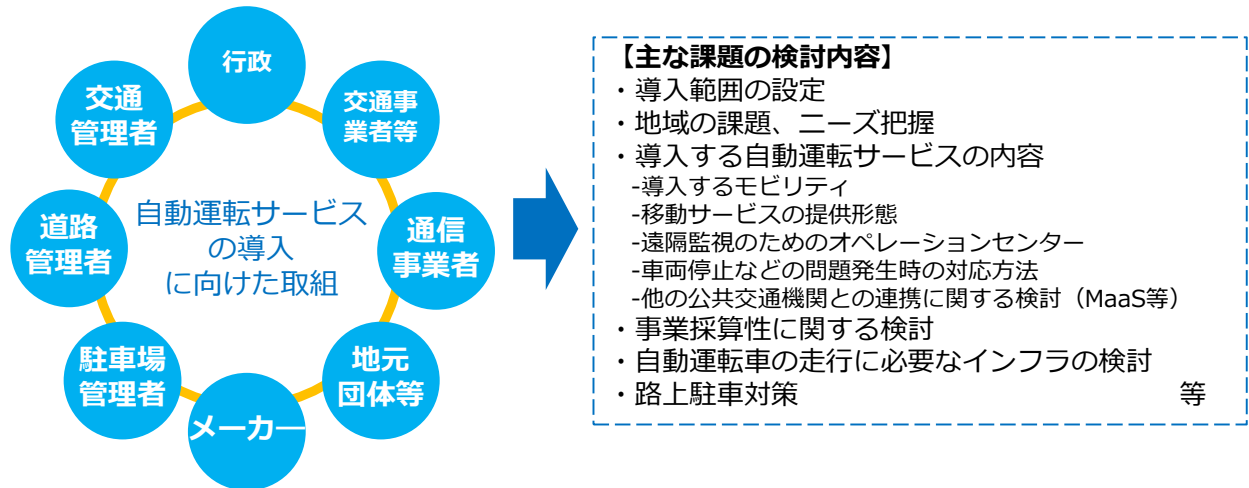 行政
交通事
業者等
通信
事業者
地元
団体等
メーカー
駐車場
管理者
道路
管理者
交通
管理者
自動運転サービス
の導入
に向けた取組
【主な課題の検討内容】
・導入範囲の設定
・地域の課題、ニーズ把握
・導入する自動運転サービスの内容
-導入するモビリティ
-移動サービスの提供形態
-遠隔監視のためのオペレーションセンター
-車両停止などの問題発生時の対応方法
-他の公共交通機関との連携に関する検討（MaaS等）
・事業採算性に関する検討
・自動運転車の走行に必要なインフラの検討
・路上駐車対策 等